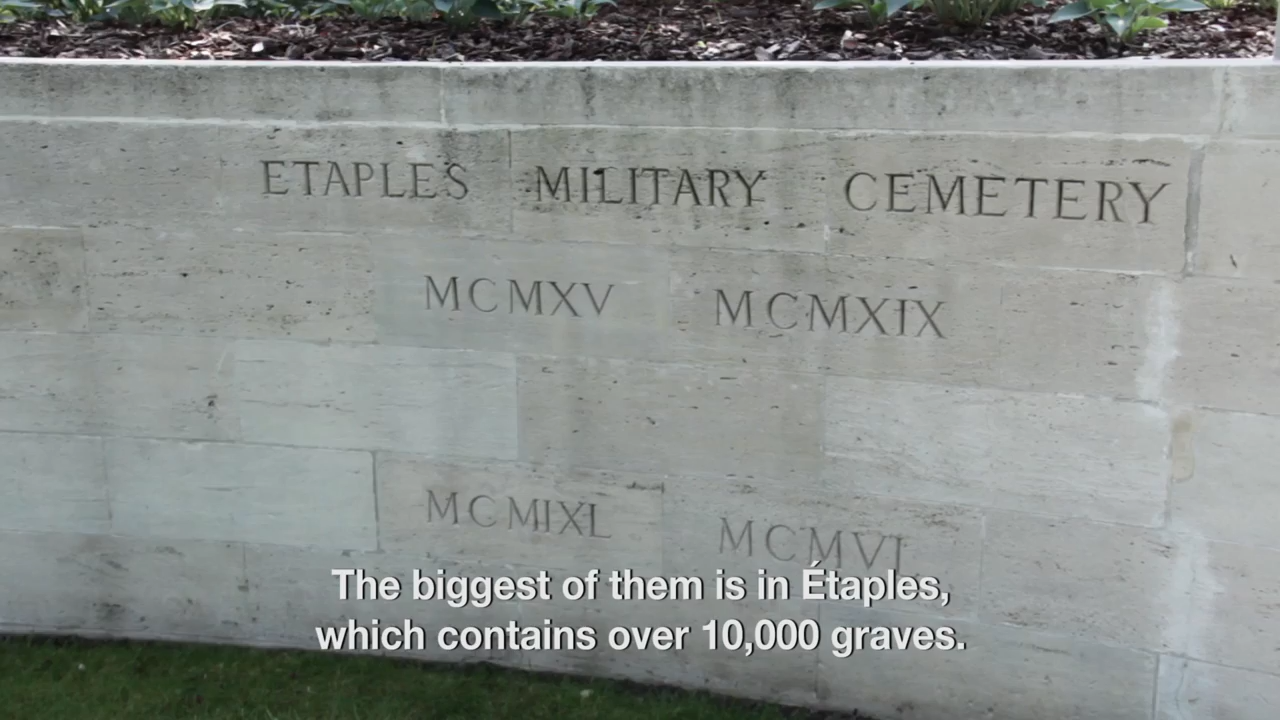 ETAPLES MILITARY CEMETERY
MCMXV MCMXIX
MCMIXL MCMVL
The biggest of them is in Étaples,
which contains over 10,000 graves.